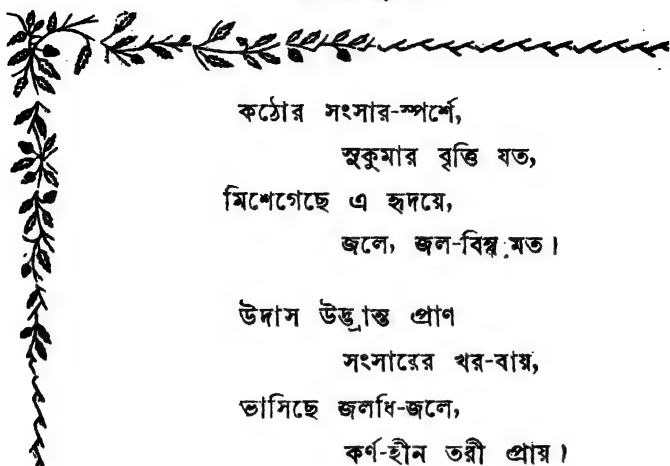 কঠোর সংসার-স্পর্শে,
সুকুমার বৃত্তি যত,
মিশেগেছে এ হৃদয়ে,
জলে, জল-বিম্ব মত।
উদাস উদ্ভ্রান্ত প্রাণ
সংসারের খর-বায়,
ভাসিছে জলধি-জলে,
কর্ণ-হীন তরী প্রায়।